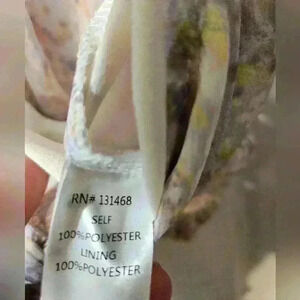 RN# 131468
SELF
100%POLYESTER
LINING
100%POLYESTER